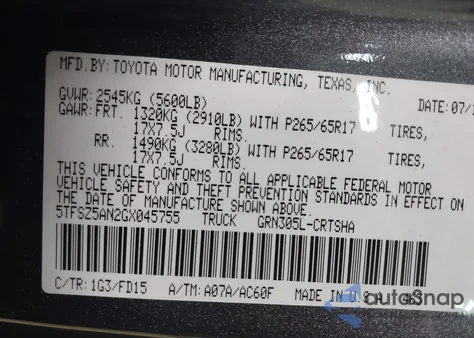 MFD.BY: TOYOTA MOTOR MANUFACTURING, TEXAS, INC.
GVWR: 2545KG (5600LB) DATE: 07/1
GAWR: FRT. 1320KG (2910LB) WITH P265/65R17 TIRES,
17X7.5J RIMS.
RR. 1490KG (3280LB) WITH P265/65R17 TIRES,
17X7.5J RIMS.
THIS VEHICLE CONFORMS TO ALL APPLICABLE FEDERAL MOTOR
VEHICLE SAFETY AND THEFT PREVENTION STANDARDS IN EFFECT ON
THE DATE OF MANUFACTURE SHOWN ABOVE.
5TFSZ5AN2GX045755 TRUCK GRN305L-CRTSHA
C/TR: 1G3/FD15 A/TM: A07A/AC60F MADE IN U.S.A.
autoSnap